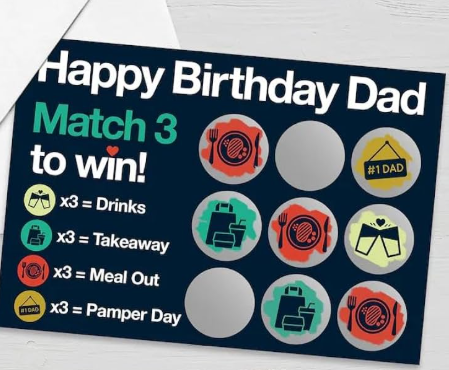 Happy Birthday Dad
Match 3
to win!
x3 = Drinks
x3 = Takeaway
x3 = Meal Out
#1 DAD
x3 = Pamper Day
#1 DAD